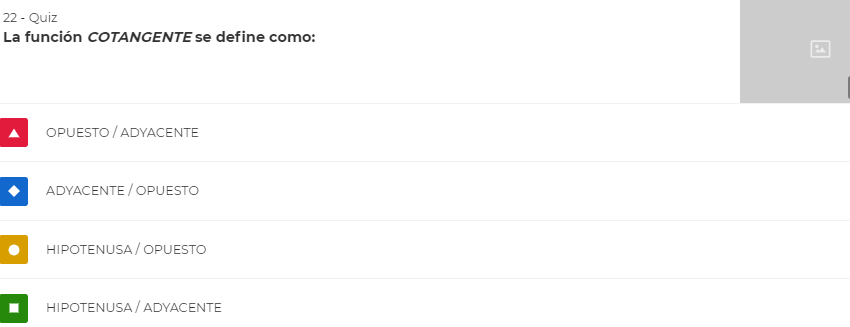 22 - Quiz
La función COTANGENTE se define como:
OPUESTO / ADYACENTE
ADYACENTE / OPUESTO
HIPOTENUSA / OPUESTO
HIPOTENUSA / ADYACENTE